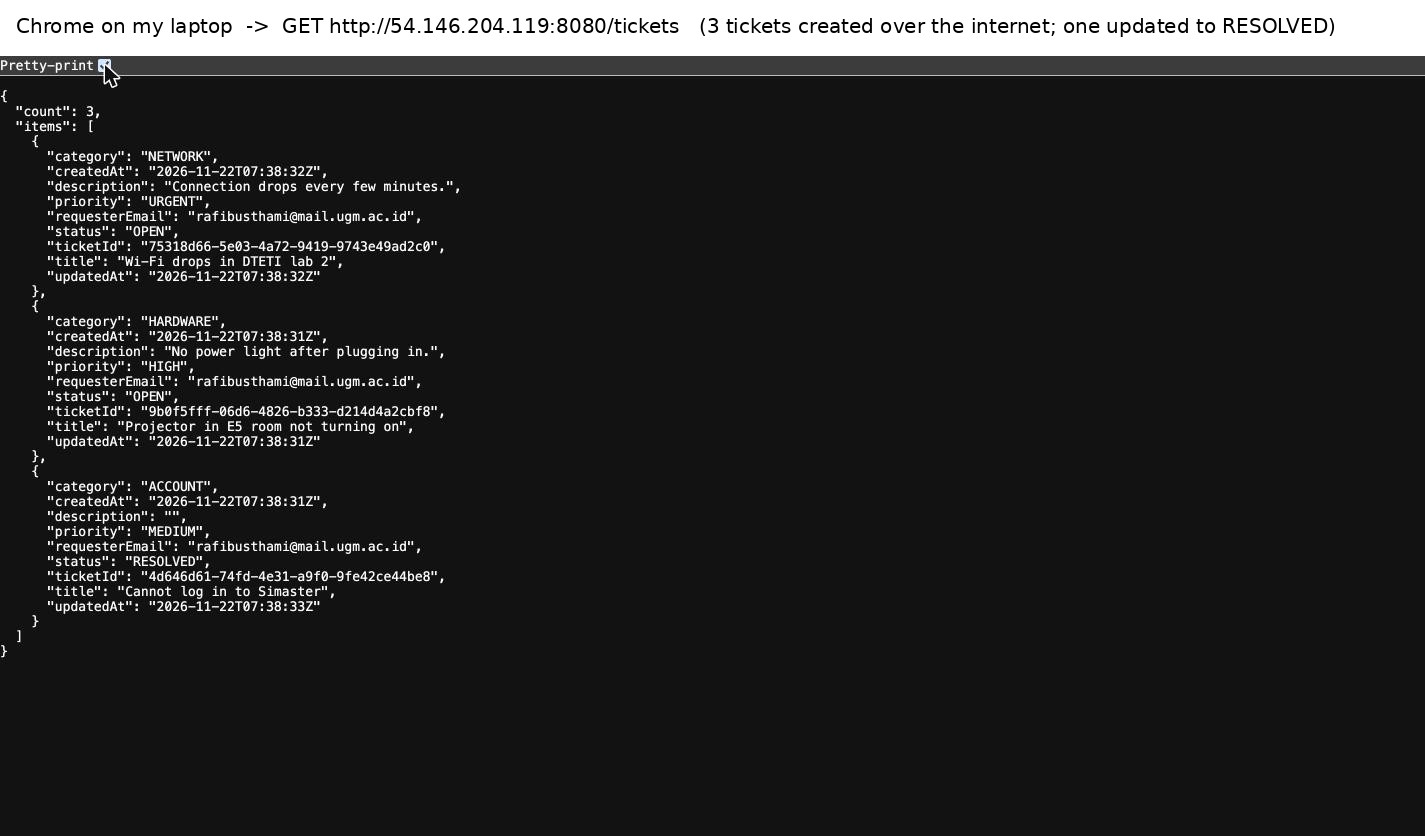 Chrome on my laptop  ->  GET http://54.146.204.119:8080/tickets   (3 tickets created over the internet; one updated to RESOLVED)
Pretty-print
{
  "count": 3,
  "items": [
    {
      "category": "NETWORK",
      "createdAt": "2026-11-22T07:38:32Z",
      "description": "Connection drops every few minutes.",
      "priority": "URGENT",
      "requesterEmail": "rafibusthami@mail.ugm.ac.id",
      "status": "OPEN",
      "ticketId": "75318d66-5e03-4a72-9419-9743e49ad2c0",
      "title": "Wi-Fi drops in DTETI lab 2",
      "updatedAt": "2026-11-22T07:38:32Z"
    },
    {
      "category": "HARDWARE",
      "createdAt": "2026-11-22T07:38:31Z",
      "description": "No power light after plugging in.",
      "priority": "HIGH",
      "requesterEmail": "rafibusthami@mail.ugm.ac.id",
      "status": "OPEN",
      "ticketId": "9b0f5fff-06d6-4826-b333-d214d4a2cbf8",
      "title": "Projector in E5 room not turning on",
      "updatedAt": "2026-11-22T07:38:31Z"
    },
    {
      "category": "ACCOUNT",
      "createdAt": "2026-11-22T07:38:31Z",
      "description": "",
      "priority": "MEDIUM",
      "requesterEmail": "rafibusthami@mail.ugm.ac.id",
      "status": "RESOLVED",
      "ticketId": "4d646d61-74fd-4e31-a9f0-9fe42ce44be8",
      "title": "Cannot log in to Simaster",
      "updatedAt": "2026-11-22T07:38:33Z"
    }
  ]
}